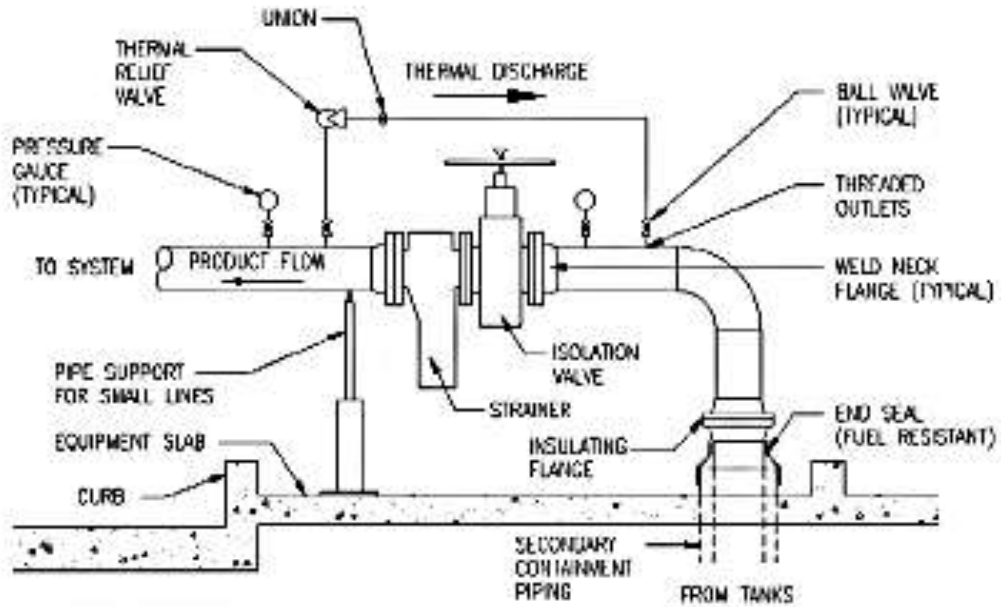 UNION
THERMAL
RELIEF
VALVE
THERMAL DISCHARGE
BALL VALVE
(TYPICAL)
PRESSURE
GAUGE
(TYPICAL)
THREADED
OUTLETS
TO SYSTEM
PRODUCT FLOW
WELD NECK
FLANGE (TYPICAL)
ISOLATION
VALVE
PIPE SUPPORT
FOR SMALL LINES
STRAINER
END SEAL
(FUEL RESISTANT)
EQUIPMENT SLAB
INSULATING
FLANGE
CURB
SECONDARY
CONTAINMENT
PIPING
FROM TANKS